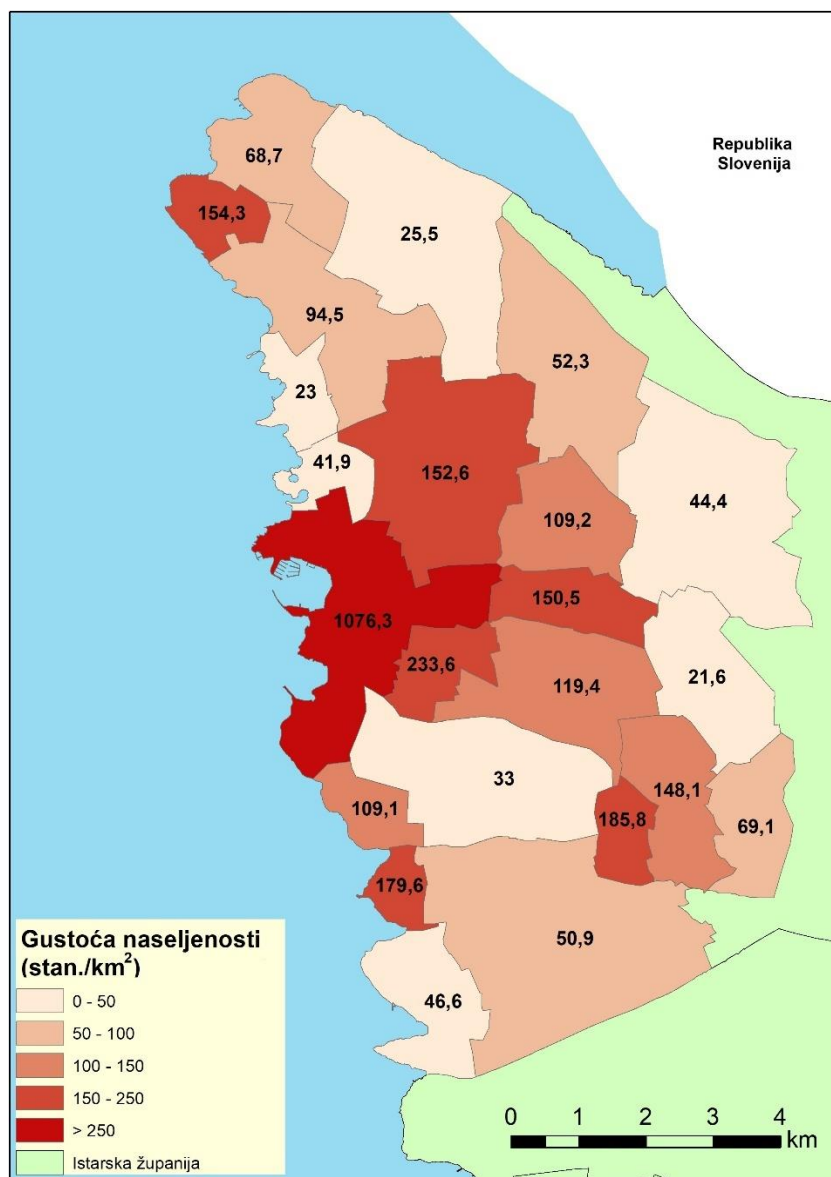 Republika
Slovenija
68,7
154,3
25,5
94,5
52,3
23
41,9
152,6
44,4
109,2
150,5
1076,3
233,6
119,4
21,6
33
148,1
109,1
185,8
69,1
179,6
50,9
46,6
Gustoća naseljenosti
(stan./km²)
0 - 50
50 - 100
100 - 150
150 - 250
> 250
Istarska županija
0 1 2 3 4
km